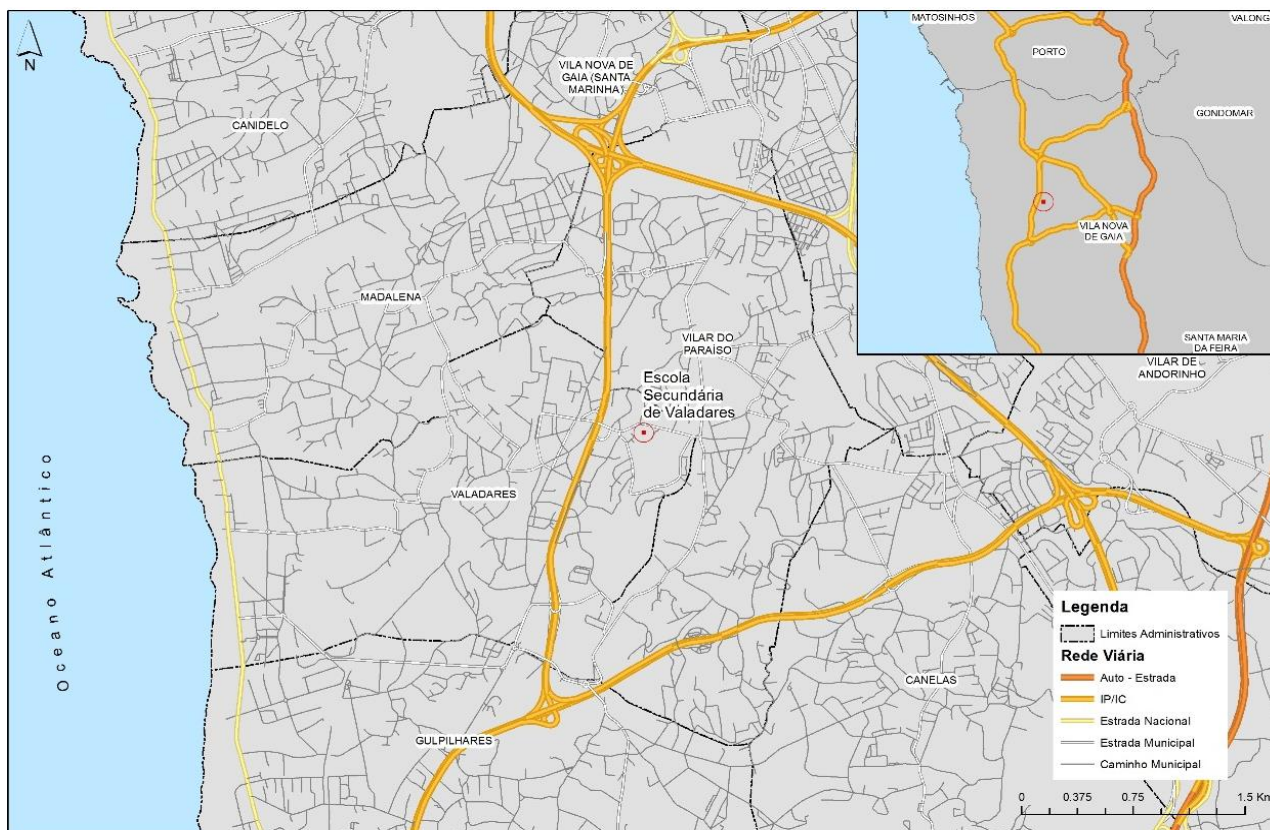 N
VILA NOVA DE
GAIA (SANTA
MARINHA)
CANIDELO
MADALENA
VILAR DO
PARAÍSO
Escola
Secundária
de Valadares
VALADARES
Oceano Atlântico
GULPILHARES
CANELAS
VILAR DE
ANDORINHO
MATOSINHOS
VALONG
PORTO
GONDOMAR
VILA NOVA
DE GAIA
SANTA MARIA
DA FEIRA
Legenda
Limites Administrativos
Rede Viária
Auto - Estrada
IP/IC
Estrada Nacional
Estrada Municipal
Caminho Municipal
0 0.375 0.75 1.5 Km